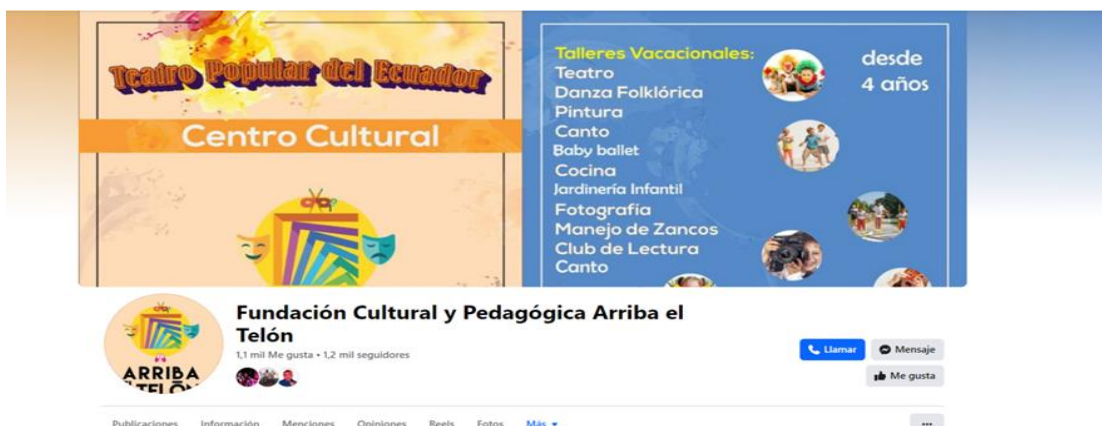 Teatro Popular del Ecuador
Centro Cultural
Talleres Vacacionales:
Teatro
Danza Folklórica
Pintura
Canto
Baby ballet
Cocina
Jardinería Infantil
Fotografía
Manejo de Zancos
Club de Lectura
Canto
desde
4 años
ARRIBA
EL TELÓN
Fundación Cultural y Pedagógica Arriba el
Telón
1,1 mil Me gusta • 1,2 mil seguidores
Llamar
Mensaje
Me gusta
Publicaciones Información Menciones Opiniones Reels Fotos Más